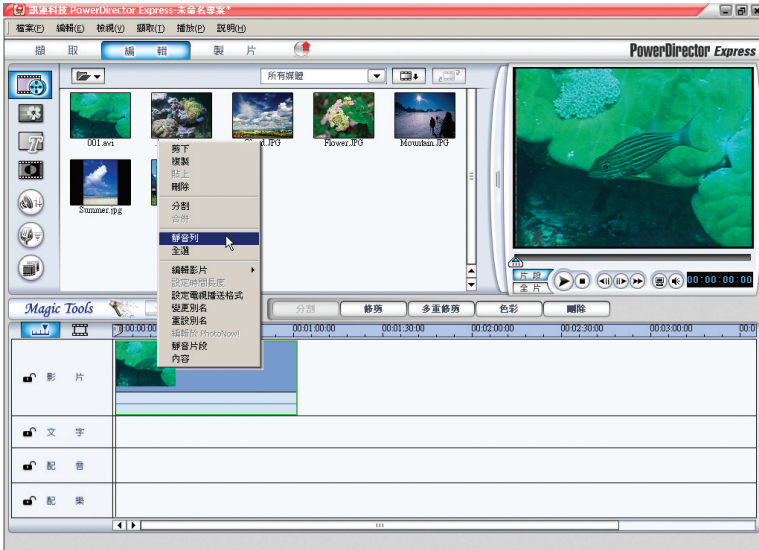 凱連科技 PowerDirector Express-未命名專案*
檔案(F) 編輯(E) 檢視(V) 擷取(T) 播放(P) 說明(H)
擷 取 編 輯 製 片
PowerDirector Express
所有媒體
001.avi
Flower.JPG
Mountain.JPG
Summer.jpg
剪下
複製
貼上
刪除
分割
合併
靜音列
全選
編輯影片
設定時間長度
設定電視播送格式
變更別名
重設別名
編輯於 PhotoNow!
靜音片段
內容
片 段
全 片
00:00:00:00
Magic Tools
分割 修剪 多重修剪 色彩 刪除
00:00:00:00 00:01:00:00 00:01:30:00 00:02:00:00 00:02:30:00 00:03:00:00
影 片
文 字
配 音
配 樂